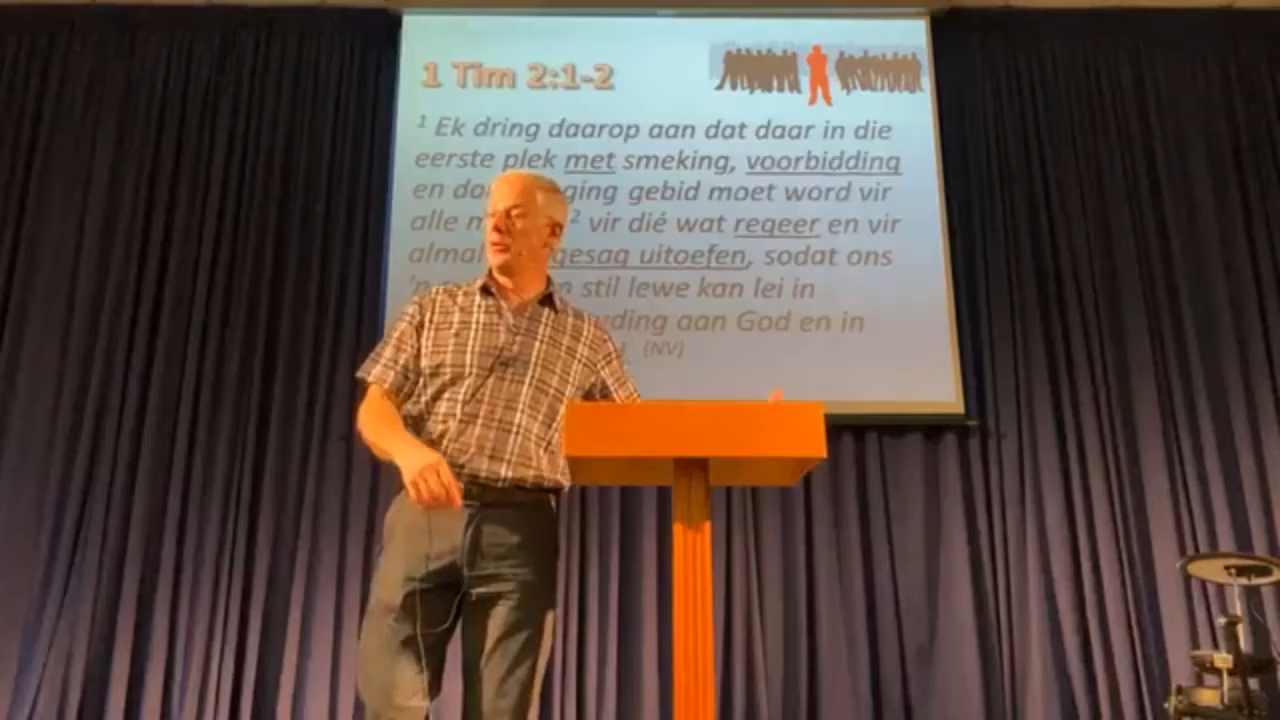 1 Tim 2:1-2
1 Ek dring daarop aan dat daar in die
eerste plek met smeking, voorbidding
en ging gebid moet word vir
alle 2 vir dié wat regeer en vir
almal gesag uitoefen, sodat ons
'n stil lewe kan lei in
aan God en in
(NV)